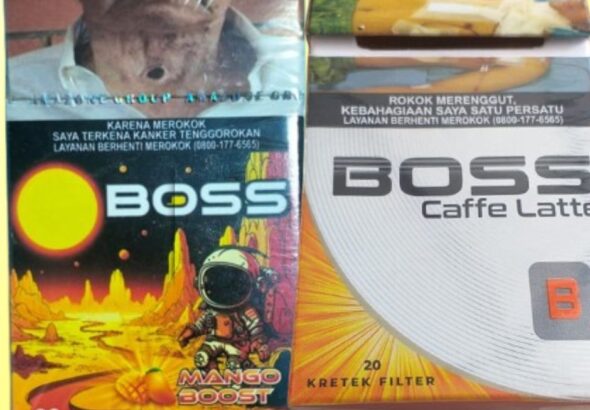 KARENA MEROKOK
SAYA TERKENA KANKER TENGGOROKAN
LAYANAN BERHENTI MEROKOK (0800-177-6565)
BOSS
MANGO
BOOST
ROKOK MERENGGUT,
KEBAHAGIAAN SAYA SATU PERSATU
LAYANAN BERHENTI MEROKOK (0800-177-6565)
BOSS
Caffe Latte
B
20
KRETEK FILTER